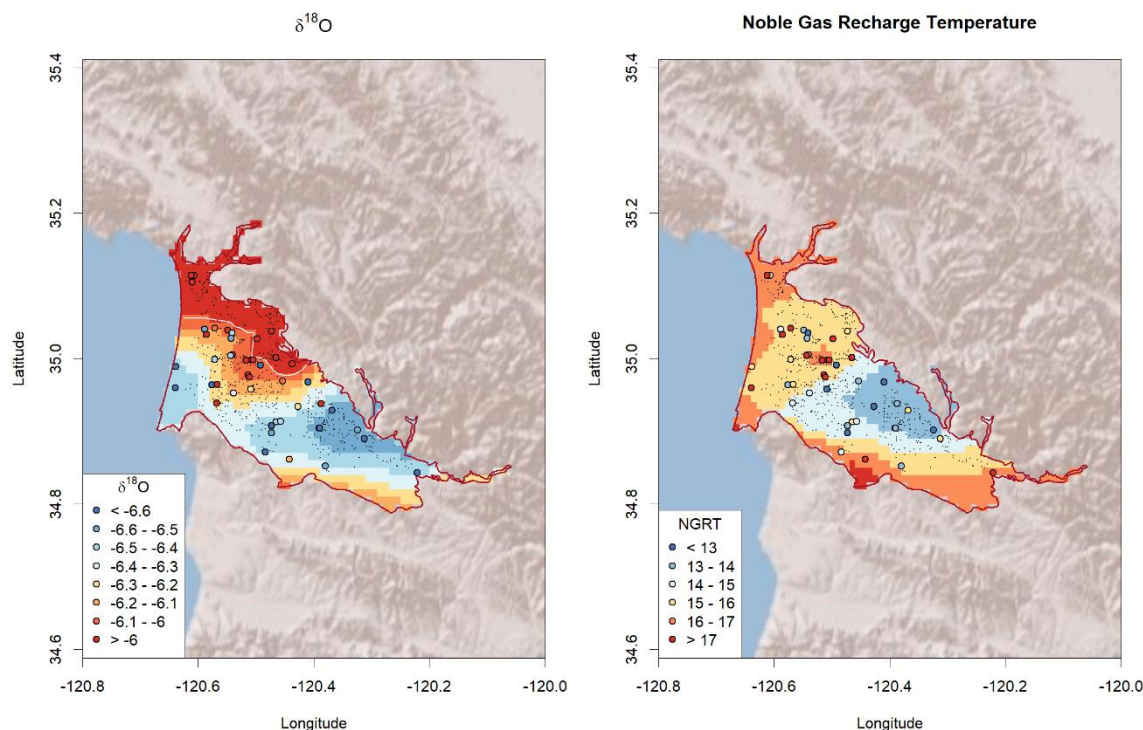 δ18O
Noble Gas Recharge Temperature
35.4
35.2
35.0
34.8
34.6
Latitude
δ18O
< -6.6
-6.6 - -6.5
-6.5 - -6.4
-6.4 - -6.3
-6.3 - -6.2
-6.2 - -6.1
-6.1 - -6
> -6
-120.8
-120.6
-120.4
-120.2
-120.0
Longitude
35.4
35.2
35.0
34.8
34.6
Latitude
NGRT
< 13
13 - 14
14 - 15
15 - 16
16 - 17
> 17
-120.8
-120.6
-120.4
-120.2
-120.0
Longitude